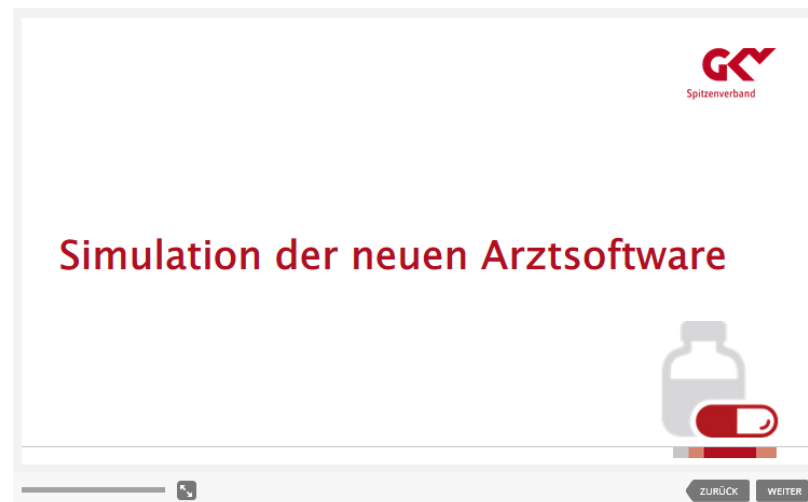 GKV
Spitzenverband
Simulation der neuen Arztsoftware
ZURÜCK
WEITER